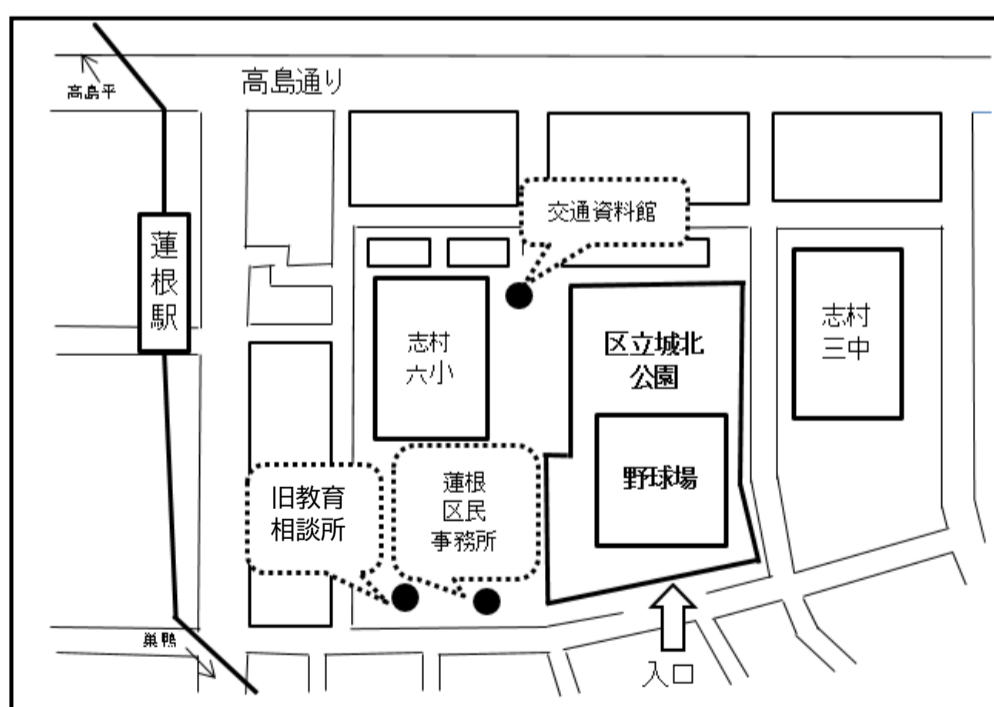 高島通り
高島平
交通資料館
蓮根駅
志村
六小
区立城北
公園
志村
三中
野球場
旧教育
相談所
蓮根
区民
事務所
巣鴨
入口